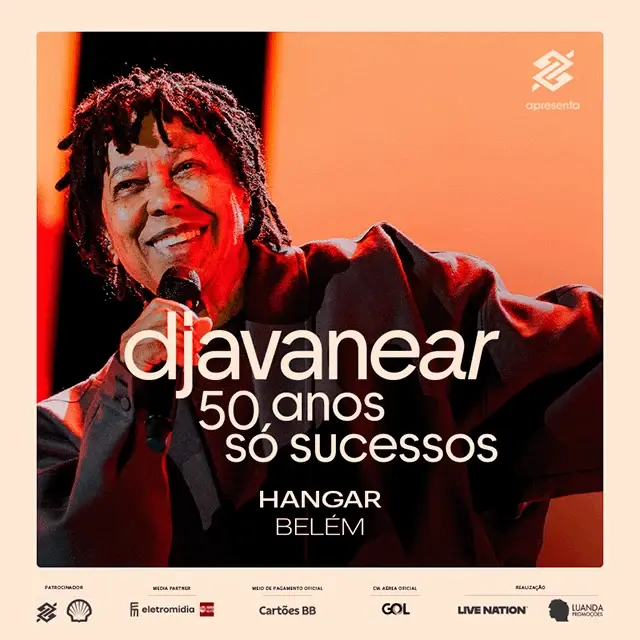 apresenta
djavanear
50 anos
só sucessos
HANGAR
BELÉM
PATROCINADOR
MEDIA PARTNER
eletromidia
MEIO DE PAGAMENTO OFICIAL
Cartões BB
CIA AÉREA OFICIAL
GOL
REALIZAÇÃO
LIVE NATION
LUANDA
PROMOÇÕES